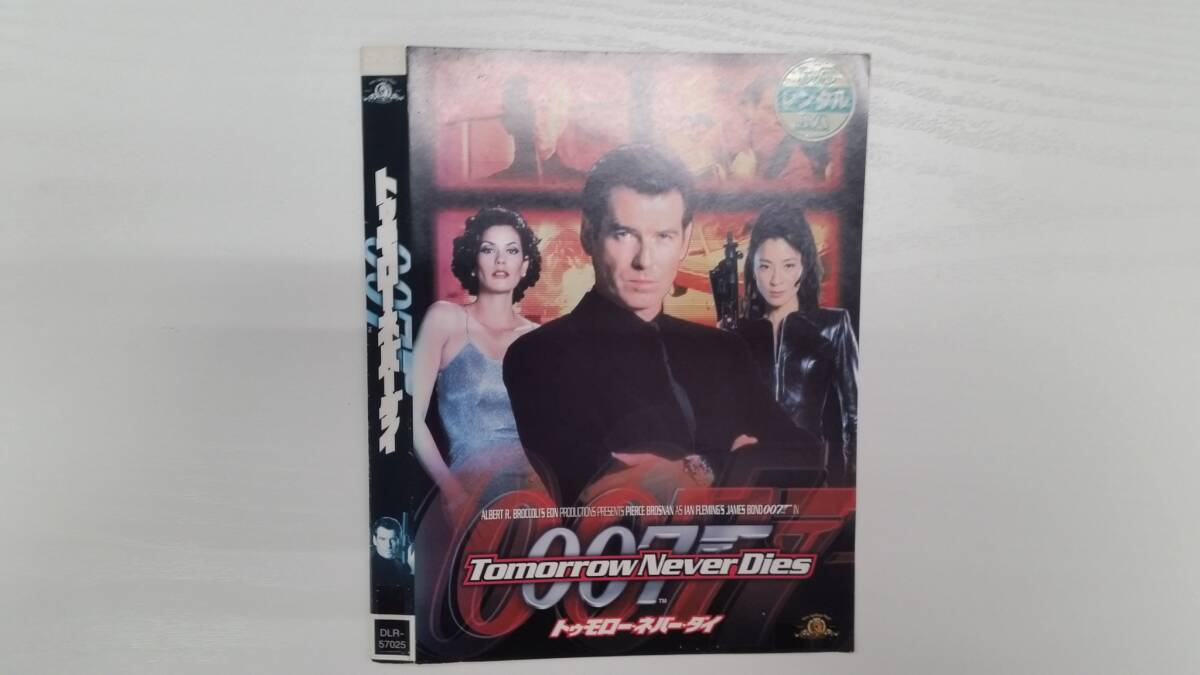 トゥモロー・ネバー・ダイ
007
DLR-
57025
レンタル
ALBERT R. BROCCOLI'S EON PRODUCTIONS PRESENTS PIERCE BROSNAN AS IAN FLEMING'S JAMES BOND 007 IN
007
Tomorrow Never Dies
TM
トゥモロー・ネバー・ダイ